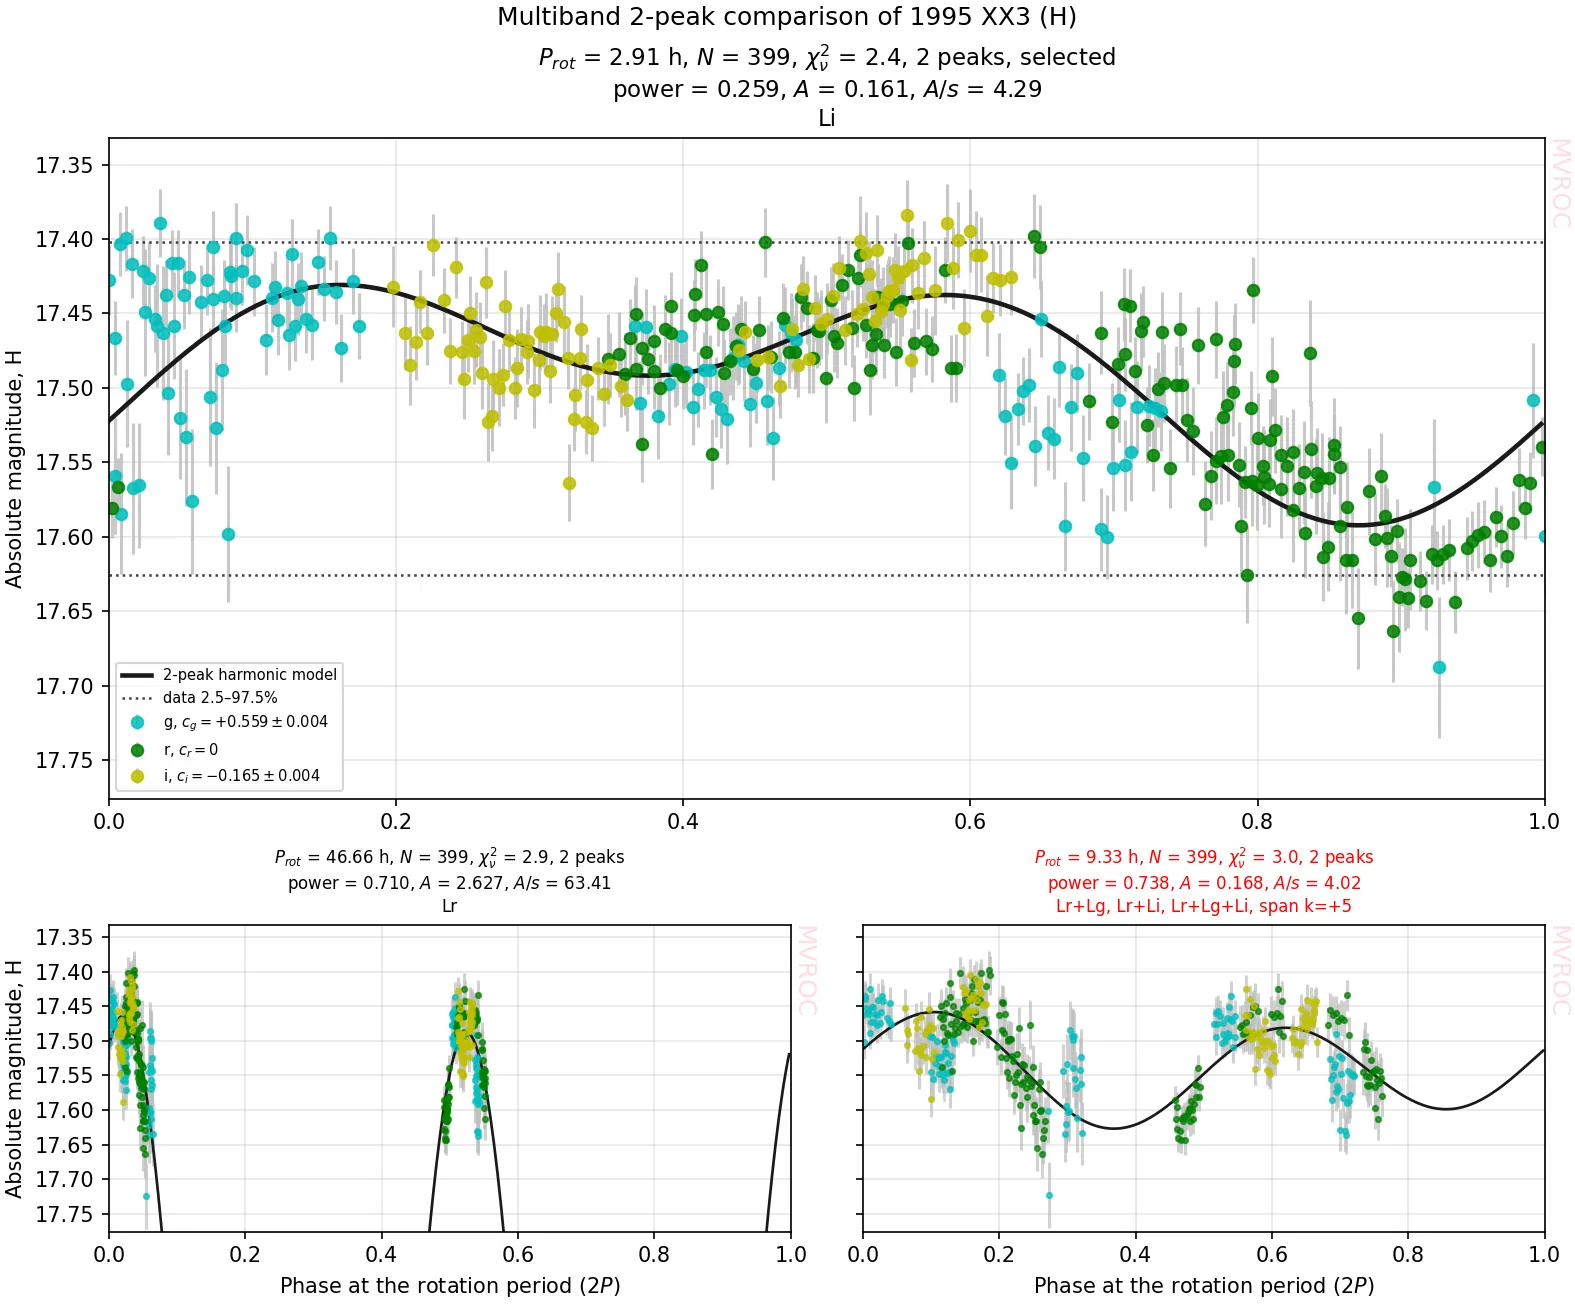 Multiband 2-peak comparison of 1995 XX3 (H)
P_rot = 2.91 h, N = 399, χ²_ν = 2.4, 2 peaks, selected
power = 0.259, A = 0.161, A/s = 4.29
Li
Absolute magnitude, H
17.35
17.40
17.45
17.50
17.55
17.60
17.65
17.70
17.75
2-peak harmonic model
data 2.5–97.5%
g, c_g = +0.559 ± 0.004
r, c_r = 0
i, c_i = −0.165 ± 0.004
0.0 0.2 0.4 0.6 0.8 1.0
MVROC
P_rot = 46.66 h, N = 399, χ²_ν = 2.9, 2 peaks
power = 0.710, A = 2.627, A/s = 63.41
Lr
Absolute magnitude, H
17.35
17.40
17.45
17.50
17.55
17.60
17.65
17.70
17.75
0.0 0.2 0.4 0.6 0.8 1.0
Phase at the rotation period (2P)
MVROC
P_rot = 9.33 h, N = 399, χ²_ν = 3.0, 2 peaks
power = 0.738, A = 0.168, A/s = 4.02
Lr+Lg, Lr+Li, Lr+Lg+Li, span k=+5
0.0 0.2 0.4 0.6 0.8 1.0
Phase at the rotation period (2P)
MVROC